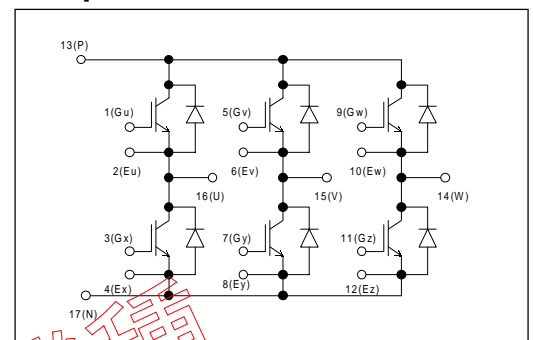 13(P)
1(Gu)
5(Gv)
9(Gw)
2(Eu)
6(Ev)
10(Ew)
16(U)
15(V)
14(W)
3(Gx)
7(Gy)
11(Gz)
4(Ex)
8(Ey)
12(Ez)
17(N)